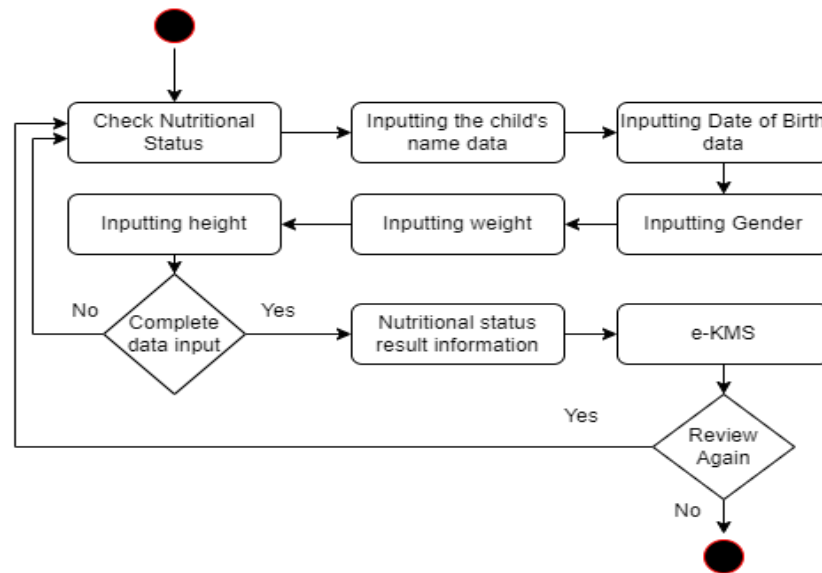 Check Nutritional
Status
Inputting the child's
name data
Inputting Date of Birth
data
Inputting height
Inputting weight
Inputting Gender
No
Complete
data input
Yes
Nutritional status
result information
e-KMS
Yes
Review
Again
No